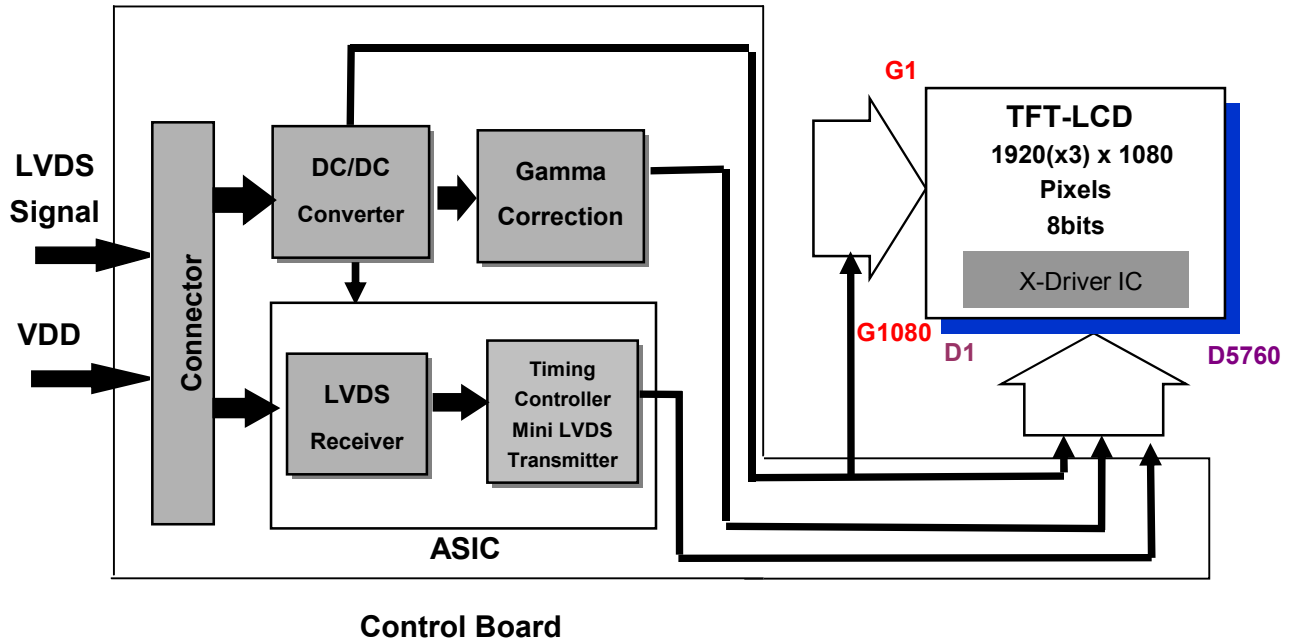 LVDS
Signal
VDD
Connector
DC/DC
Converter
Gamma
Correction
LVDS
Receiver
Timing
Controller
Mini LVDS
Transmitter
ASIC
Control Board
G1
G1080
TFT-LCD
1920(x3) x 1080
Pixels
8bits
X-Driver IC
D1
D5760